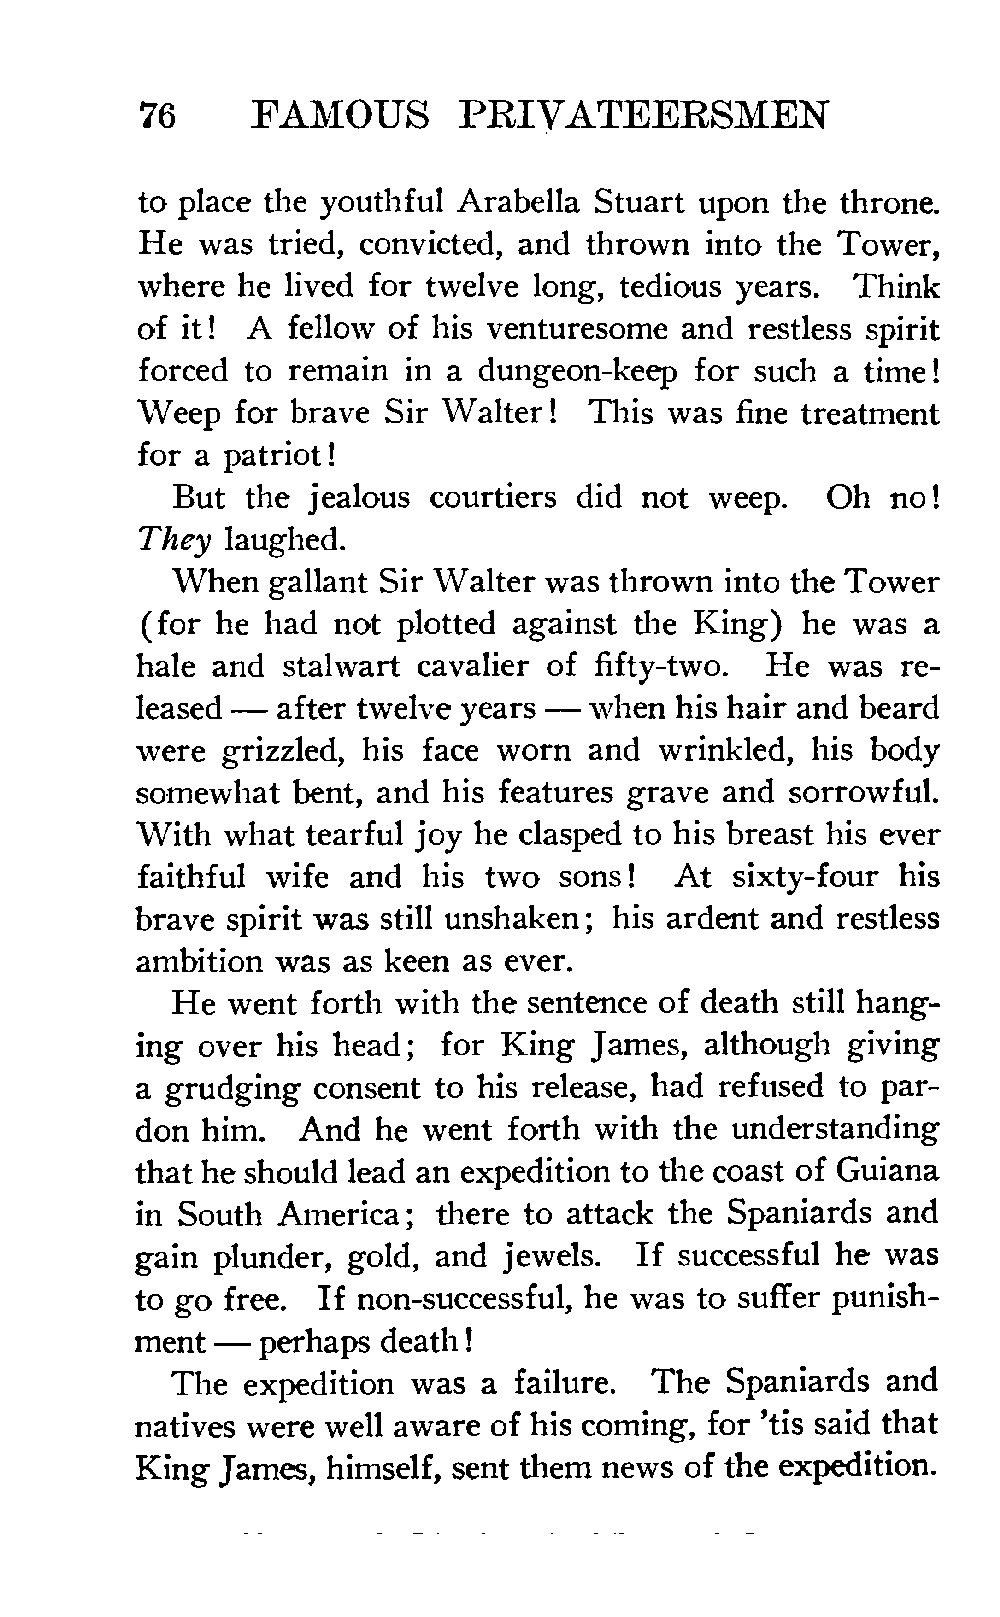 76 FAMOUS PRIVATEERSMEN
to place the youthful Arabella Stuart upon the throne.
He was tried, convicted, and thrown into the Tower,
where he lived for twelve long, tedious years. Think
of it! A fellow of his venturesome and restless spirit
forced to remain in a dungeon-keep for such a time!
Weep for brave Sir Walter! This was fine treatment
for a patriot!
But the jealous courtiers did not weep. Oh no!
They laughed.
When gallant Sir Walter was thrown into the Tower
(for he had not plotted against the King) he was a
hale and stalwart cavalier of fifty-two. He was re-
leased — after twelve years — when his hair and beard
were grizzled, his face worn and wrinkled, his body
somewhat bent, and his features grave and sorrowful.
With what tearful joy he clasped to his breast his ever
faithful wife and his two sons! At sixty-four his
brave spirit was still unshaken; his ardent and restless
ambition was as keen as ever.
He went forth with the sentence of death still hang-
ing over his head; for King James, although giving
a grudging consent to his release, had refused to par-
don him. And he went forth with the understanding
that he should lead an expedition to the coast of Guiana
in South America; there to attack the Spaniards and
gain plunder, gold, and jewels. If successful he was
to go free. If non-successful, he was to suffer punish-
ment — perhaps death!
The expedition was a failure. The Spaniards and
natives were well aware of his coming, for 'tis said that
King James, himself, sent them news of the expedition.